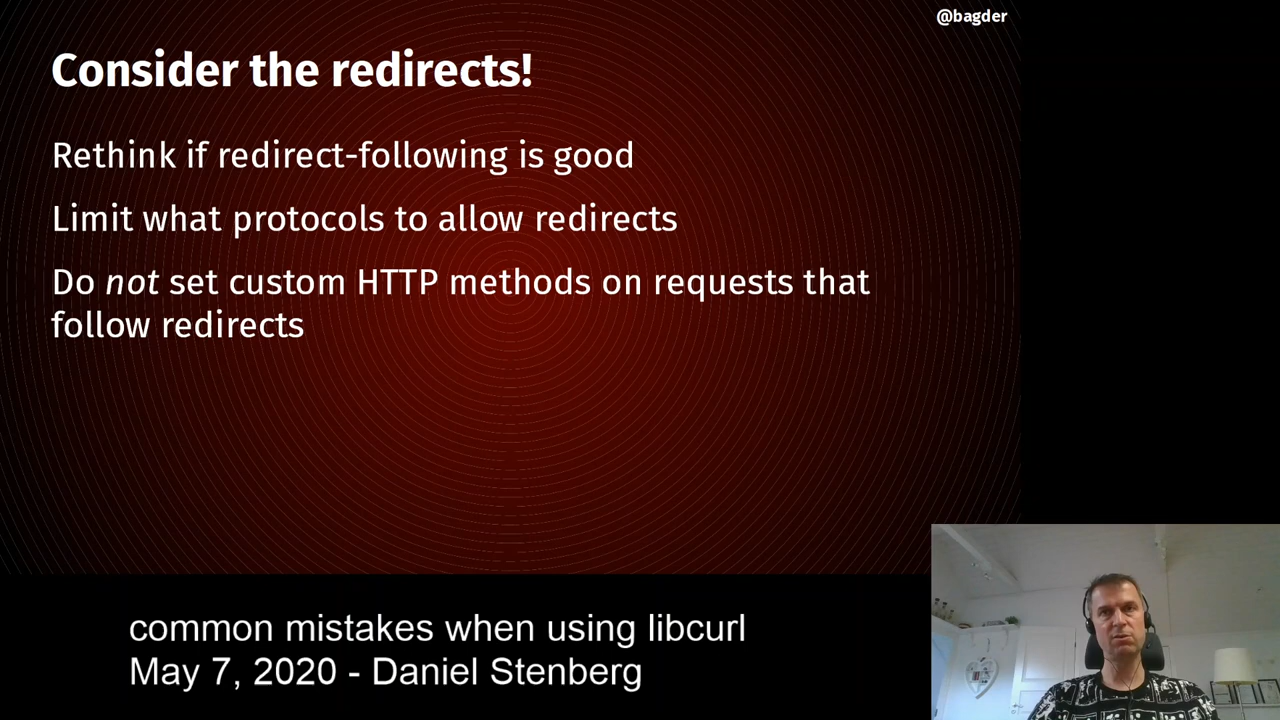 @bagder
Consider the redirects!
Rethink if redirect-following is good
Limit what protocols to allow redirects
Do not set custom HTTP methods on requests that
follow redirects
common mistakes when using libcurl
May 7, 2020 - Daniel Stenberg